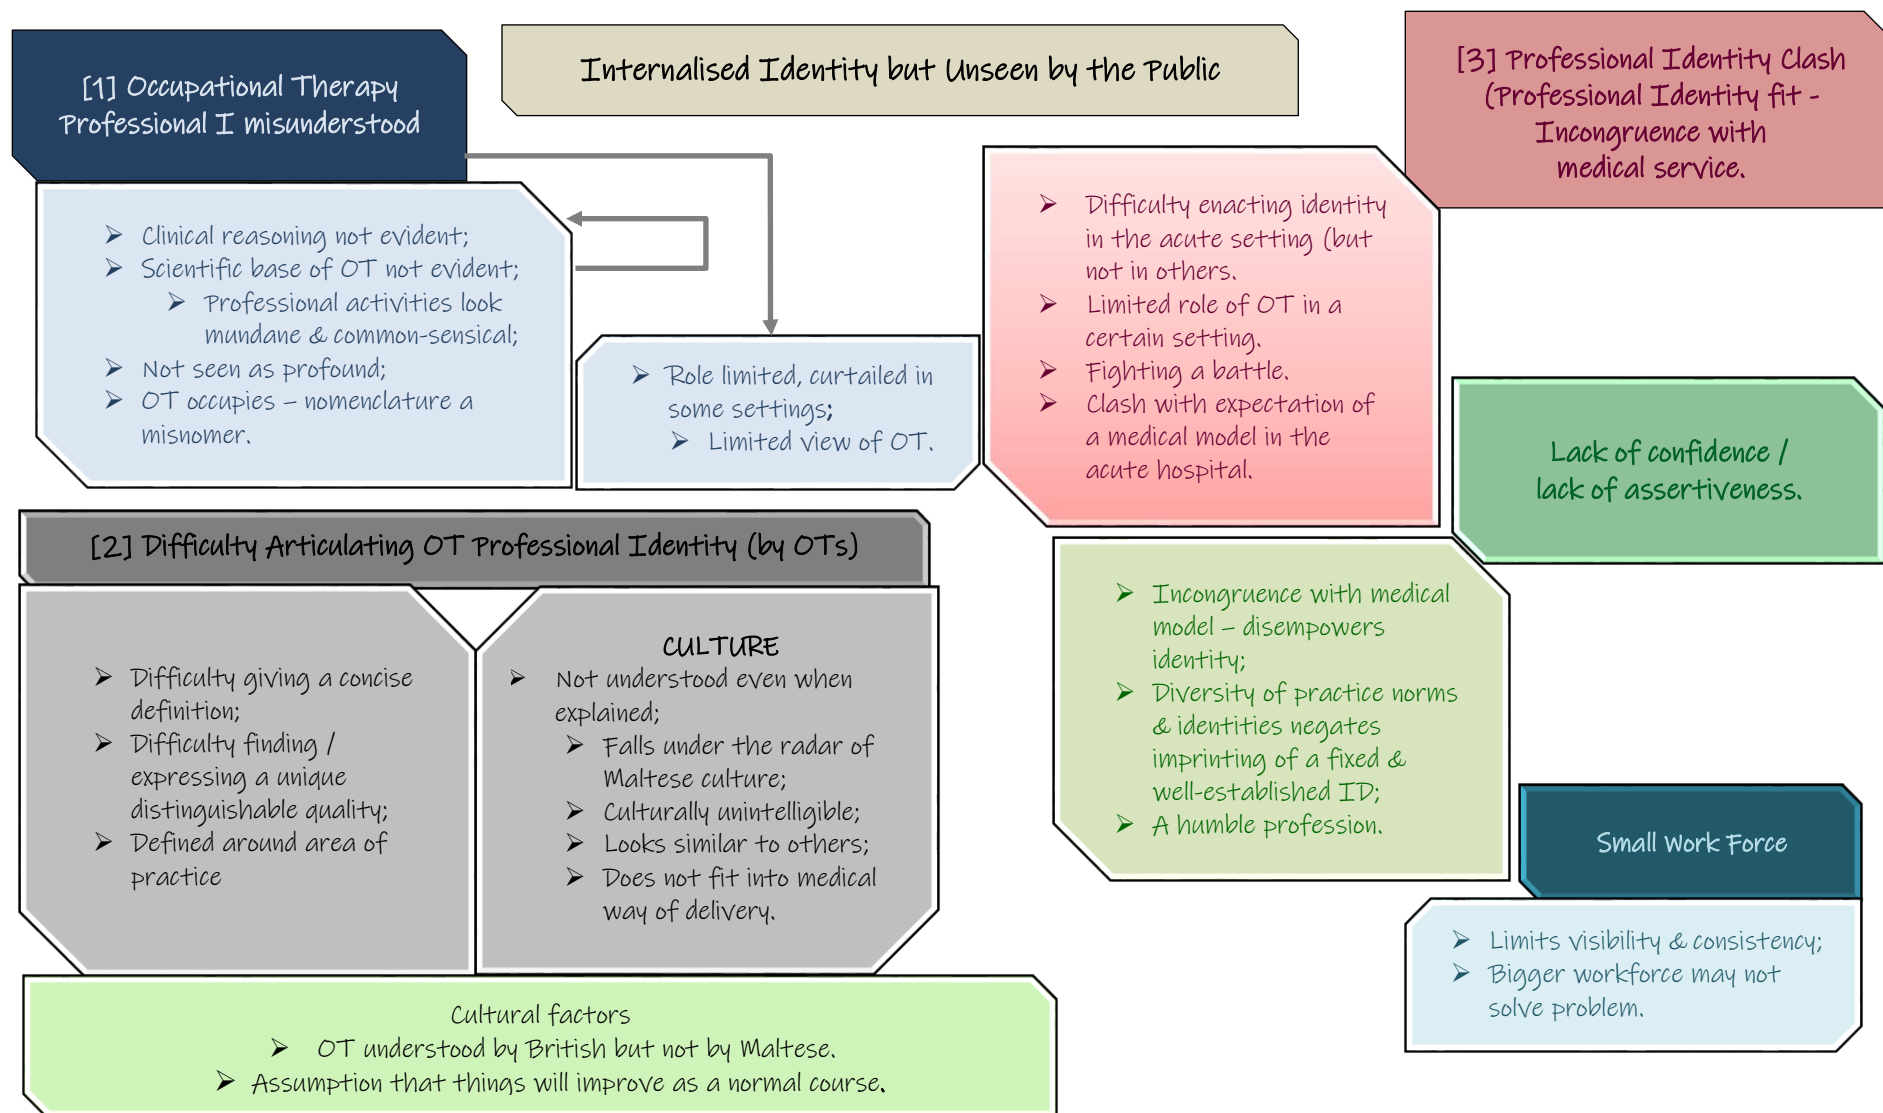 [1] Occupational Therapy
Professional I misunderstood
Internalised Identity but Unseen by the Public
[3] Professional Identity Clash
(Professional Identity fit -
Incongruence with
medical service.
➢ Clinical reasoning not evident;
➢ Scientific base of OT not evident;
➢ Professional activities look
mundane & common-sensical;
➢ Not seen as profound;
➢ OT occupies – nomenclature a
misnomer.
➢ Role limited, curtailed in
some settings;
➢ Limited view of OT.
➢ Difficulty enacting identity
in the acute setting (but
not in others.
➢ Limited role of OT in a
certain setting.
➢ Fighting a battle.
➢ Clash with expectation of
a medical model in the
acute hospital.
Lack of confidence /
lack of assertiveness.
➢ Incongruence with medical
model – disempowers
identity;
➢ Diversity of practice norms
& identities negates
imprinting of a fixed &
well-established ID;
➢ A humble profession.
[2] Difficulty Articulating OT Professional Identity (by OTs)
➢ Difficulty giving a concise
definition;
➢ Difficulty finding /
expressing a unique
distinguishable quality;
➢ Defined around area of
practice
CULTURE
➢ Not understood even when
explained;
➢ Falls under the radar of
Maltese culture;
➢ Culturally unintelligible;
➢ Looks similar to others;
➢ Does not fit into medical
way of delivery.
Small Work Force
➢ Limits visibility & consistency;
➢ Bigger workforce may not
solve problem.
Cultural factors
➢ OT understood by British but not by Maltese.
➢ Assumption that things will improve as a normal course.